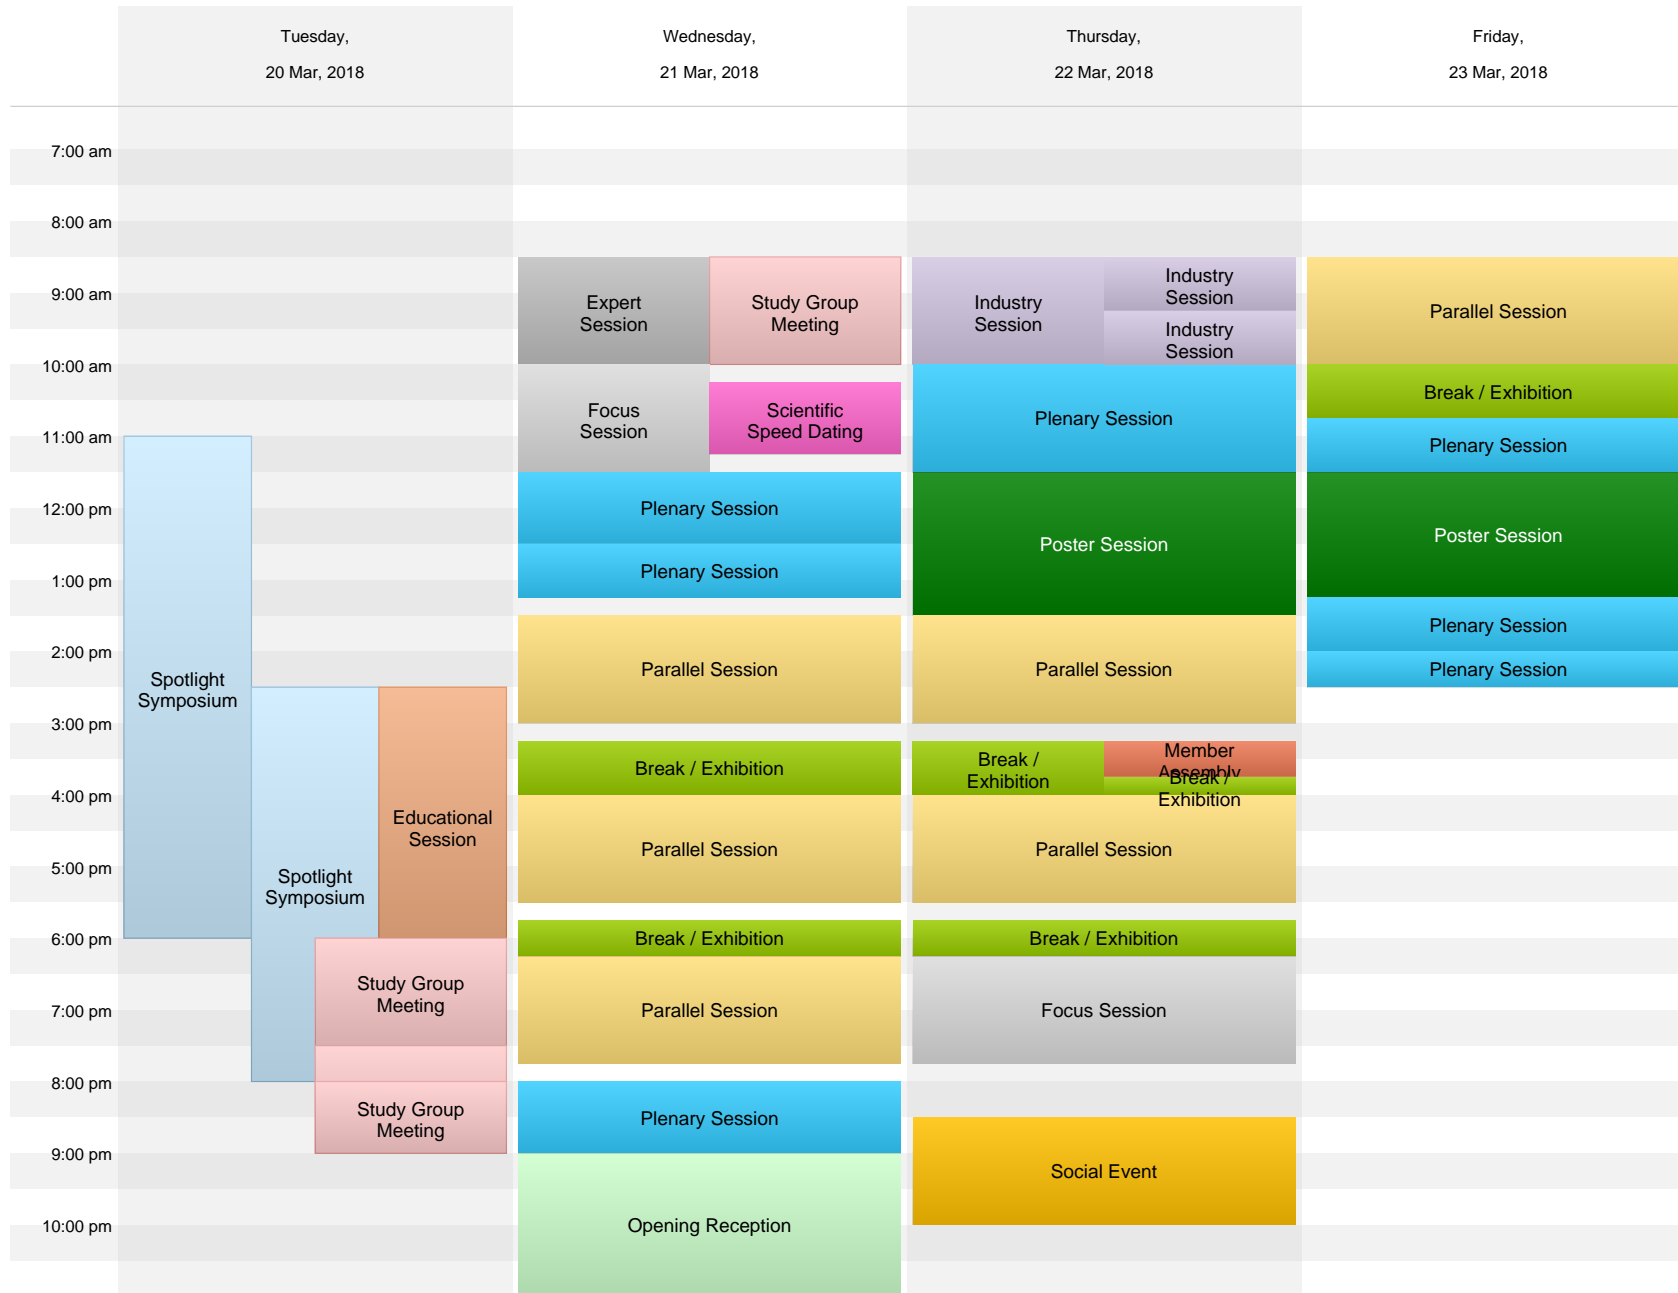 Tuesday,
20 Mar, 2018
Wednesday,
21 Mar, 2018
Thursday,
22 Mar, 2018
Friday,
23 Mar, 2018
7:00 am
8:00 am
9:00 am
10:00 am
11:00 am
12:00 pm
1:00 pm
2:00 pm
3:00 pm
4:00 pm
5:00 pm
6:00 pm
7:00 pm
8:00 pm
9:00 pm
10:00 pm
Spotlight
Symposium
Spotlight
Symposium
Educational
Session
Study Group
Meeting
Study Group
Meeting
Expert
Session
Study Group
Meeting
Focus
Session
Scientific
Speed Dating
Plenary Session
Plenary Session
Parallel Session
Break / Exhibition
Parallel Session
Break / Exhibition
Parallel Session
Plenary Session
Opening Reception
Industry
Session
Industry
Session
Industry
Session
Plenary Session
Poster Session
Parallel Session
Break /
Exhibition
Member
Assembly
Break /
Exhibition
Parallel Session
Break / Exhibition
Focus Session
Social Event
Parallel Session
Break / Exhibition
Plenary Session
Poster Session
Plenary Session
Plenary Session